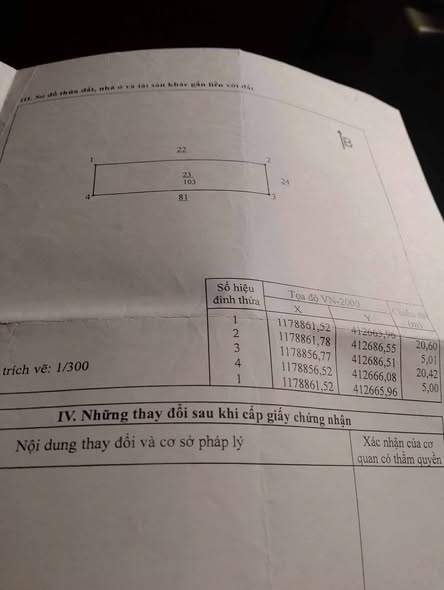 III. Sơ đồ thửa đất, nhà ở và tài sản khác gắn liền với đất
22
1 2
23
103
24
4 3
81
Số hiệu đỉnh thửa Tọa độ VN-2000 Chiều dài (m)
X Y
1 1178861,52 412665,96
20,60
2 1178861,78 412686,55
5,01
3 1178856,77 412686,51
20,42
4 1178856,52 412666,08
5,00
1 1178861,52 412665,96
trích vẽ: 1/300
IV. Những thay đổi sau khi cấp giấy chứng nhận
Nội dung thay đổi và cơ sở pháp lý
Xác nhận của cơ
quan có thẩm quyền